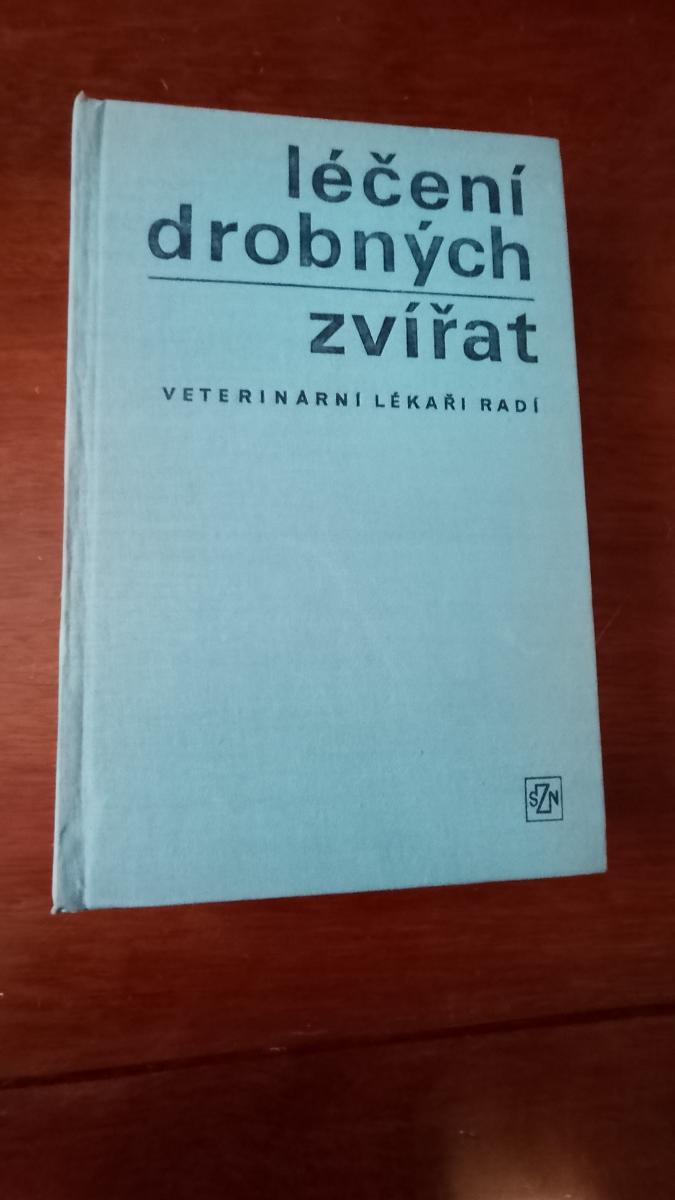 léčení
drobných
zvířat
VETERINÁRNÍ LÉKAŘI RADÍ
SZN